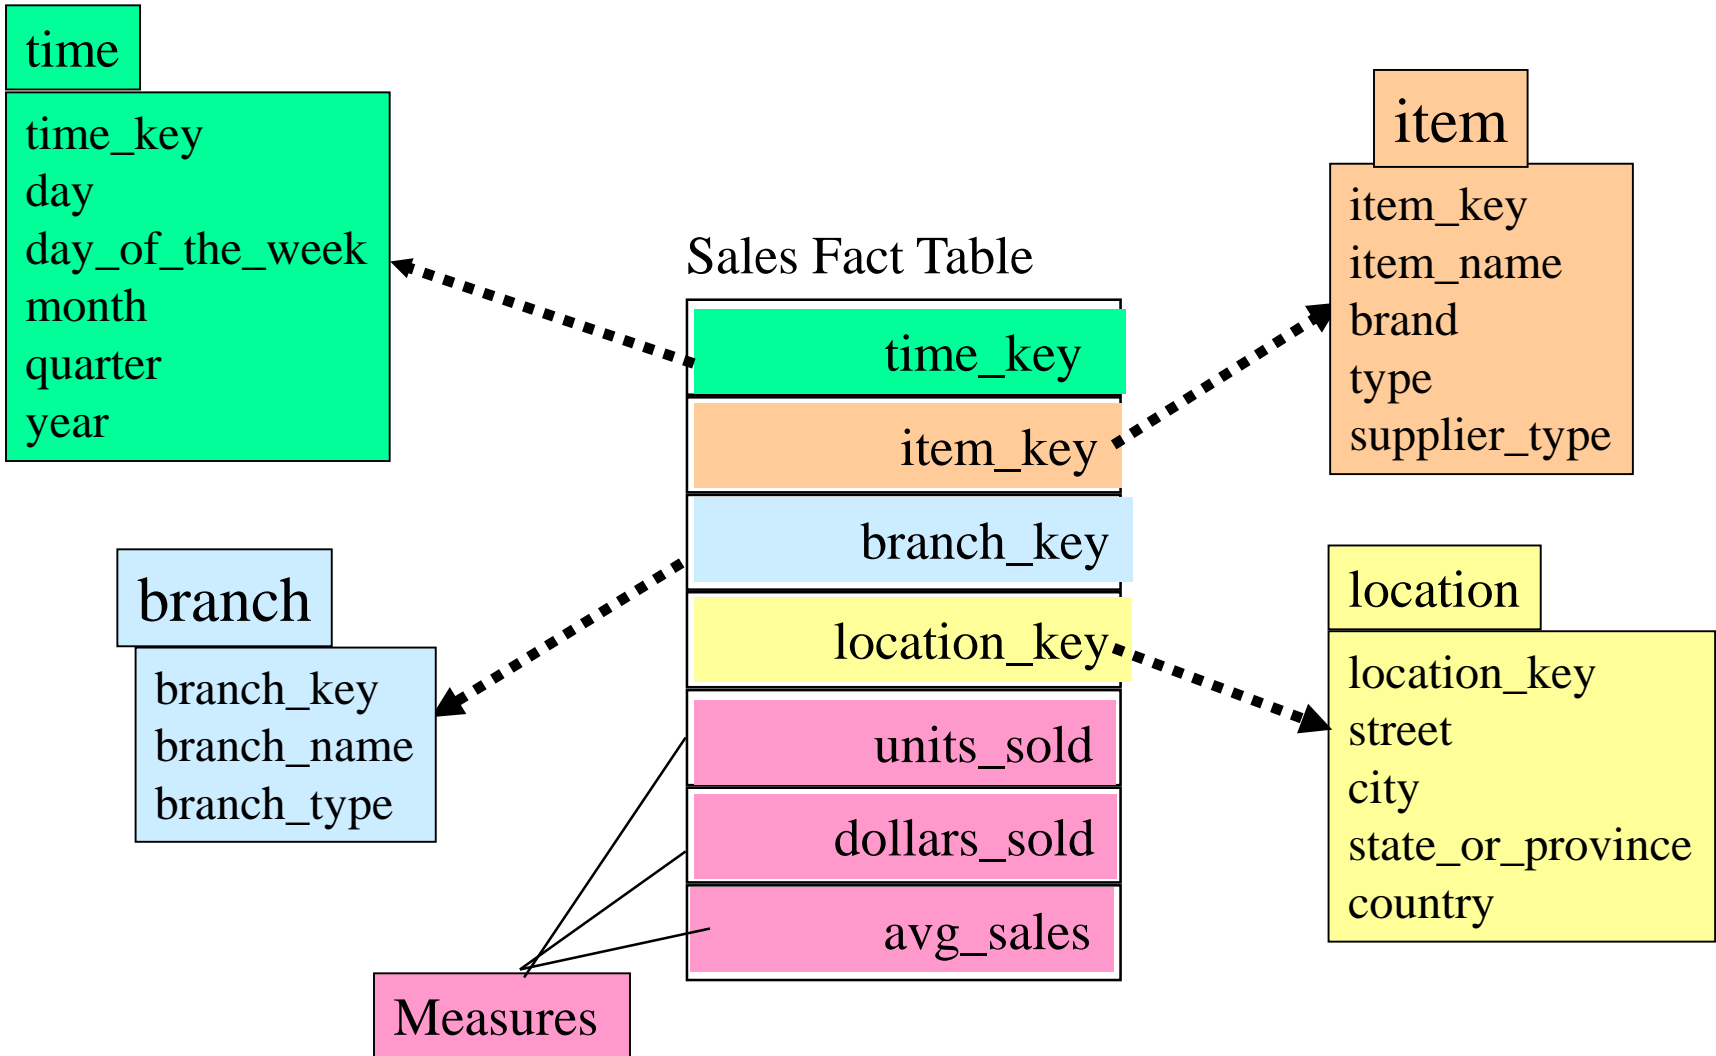 time
time_key
day
day_of_the_week
month
quarter
year
branch
branch_key
branch_name
branch_type
Sales Fact Table
time_key
item_key
branch_key
location_key
units_sold
dollars_sold
avg_sales
Measures
item
item_key
item_name
brand
type
supplier_type
location
location_key
street
city
state_or_province
country